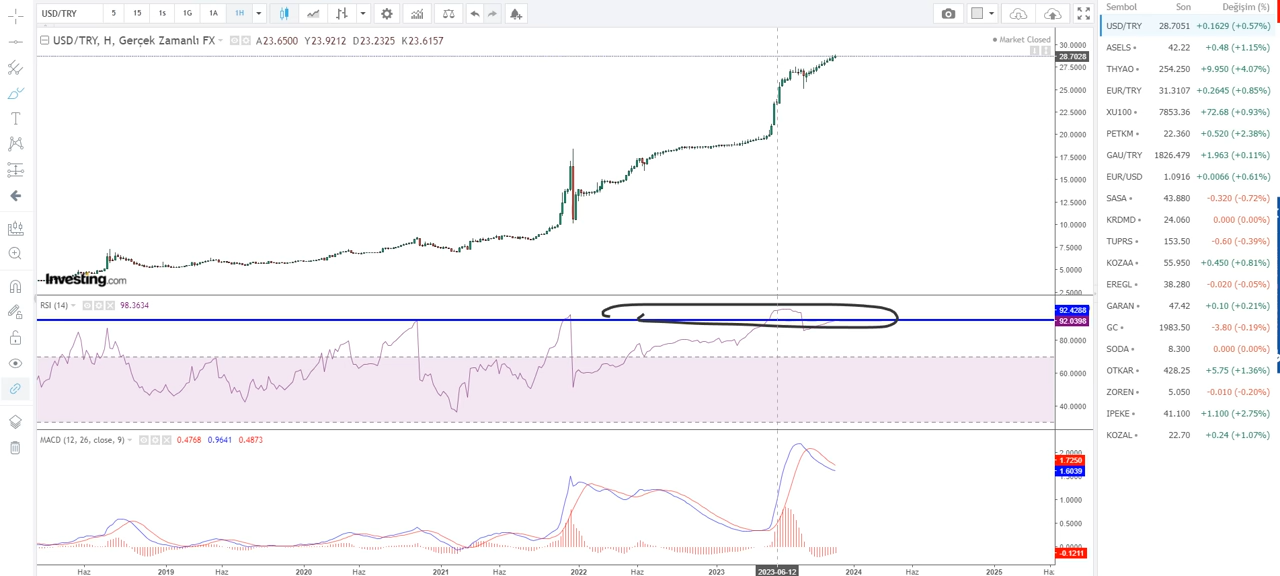 USD/TRY 5 15 1s 1G 1A 1H
USD/TRY, H, Gerçek Zamanlı FX A23.6500 Y23.9212 D23.2325 K23.6157
Market Closed
30.0000
28.7028
27.5000
25.0000
22.5000
20.0000
17.5000
15.0000
12.5000
10.0000
7.5000
5.0000
2.5000
Investing.com
RSI (14) 98.3634
92.4288
92.0398
80.0000
60.0000
40.0000
MACD (12, 26, close, 9) 0.4768 0.9641 0.4873
2.0000
1.7250
1.6039
1.0000
0.5000
0.0000
-0.1211
Haz 2019 Haz 2020 Haz 2021 Haz 2022 Haz 2023 2023-06-12 2024 Haz 2025
Sembol Son Değişim (%)
USD/TRY 28.7051 +0.1629 (+0.57%)
ASELS 42.22 +0.48 (+1.15%)
THYAO 254.250 +9.950 (+4.07%)
EUR/TRY 31.3107 +0.2645 (+0.85%)
XU100 7853.36 +72.68 (+0.93%)
PETKM 22.360 +0.520 (+2.38%)
GAU/TRY 1826.479 +1.963 (+0.11%)
EUR/USD 1.0916 +0.0066 (+0.61%)
SASA 43.880 -0.320 (-0.72%)
KRDMD 24.060 0.000 (0.00%)
TUPRS 153.50 -0.60 (-0.39%)
KOZAA 55.950 +0.450 (+0.81%)
EREGL 38.280 -0.020 (-0.05%)
GARAN 47.42 +0.10 (+0.21%)
GC 1983.50 -3.80 (-0.19%)
SODA 8.300 0.000 (0.00%)
OTKAR 428.25 +5.75 (+1.36%)
ZOREN 5.050 -0.010 (-0.20%)
IPEKE 41.100 +1.100 (+2.75%)
KOZAL 22.70 +0.24 (+1.07%)